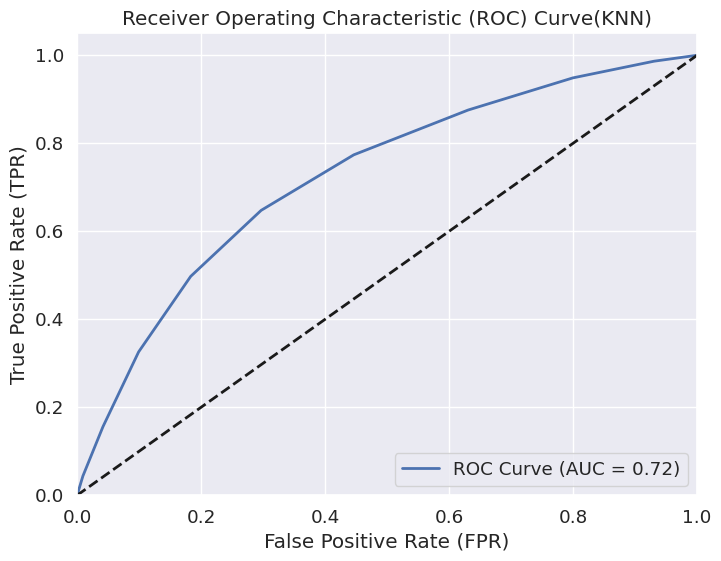 Receiver Operating Characteristic (ROC) Curve(KNN)
True Positive Rate (TPR)
1.0
0.8
0.6
0.4
0.2
0.0
ROC Curve (AUC = 0.72)
0.0 0.2 0.4 0.6 0.8 1.0
False Positive Rate (FPR)